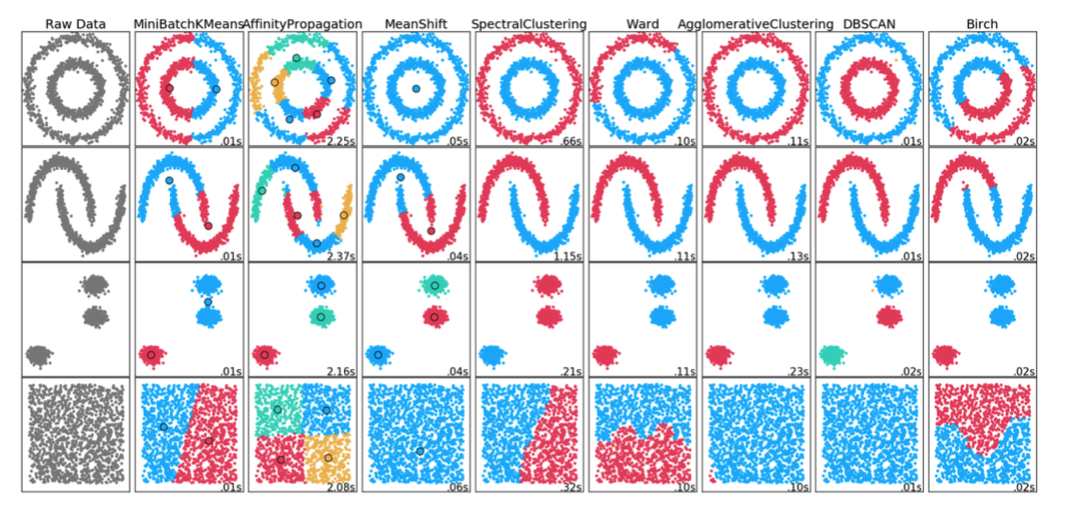 Raw Data MiniBatchKMeans AffinityPropagation MeanShift SpectralClustering Ward AgglomerativeClustering DBSCAN Birch
.01s 2.25s .05s .66s .10s .11s .01s .02s
.01s 2.37s .04s 1.15s .11s .13s .01s .02s
.01s 2.16s .04s .21s .11s .23s .02s .02s
.01s 2.08s .06s .32s .10s .10s .01s .02s